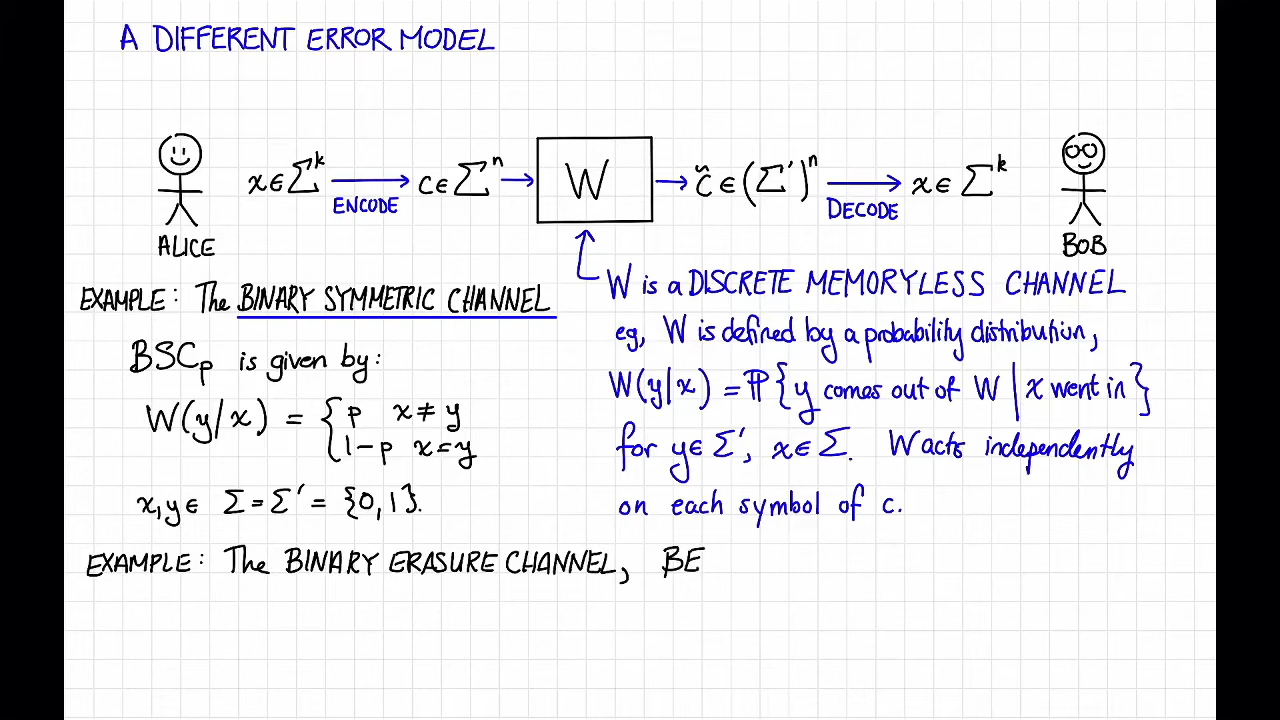 A DIFFERENT ERROR MODEL
x ∈ Σ^k ENCODE → c ∈ Σ^n → W → c̃ ∈ (Σ')^n DECODE → x ∈ Σ^k
ALICE
BOB
EXAMPLE: The BINARY SYMMETRIC CHANNEL
BSC_p is given by:
W(y|x) = { p x ≠ y
1-p x = y
x,y ∈ Σ = Σ' = {0,1}.
W is a DISCRETE MEMORYLESS CHANNEL
eg, W is defined by a probability distribution,
W(y|x) = ℙ{y comes out of W | x went in}
for y ∈ Σ', x ∈ Σ. W acts independently
on each symbol of c.
EXAMPLE: The BINARY ERASURE CHANNEL, BE